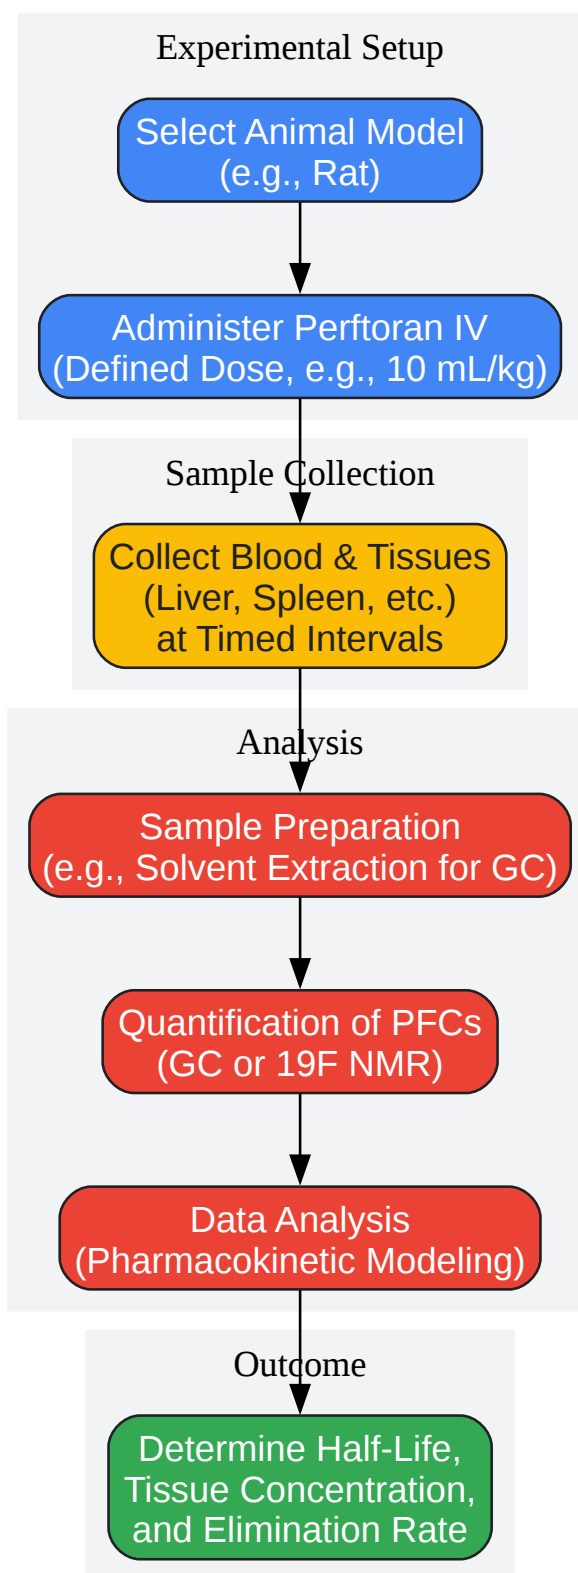 Experimental Setup
Select Animal Model
(e.g., Rat)
Administer Perftoran IV
(Defined Dose, e.g., 10 mL/kg)
Sample Collection
Collect Blood & Tissues
(Liver, Spleen, etc.)
at Timed Intervals
Analysis
Sample Preparation
(e.g., Solvent Extraction for GC)
Quantification of PFCs
(GC or 19F NMR)
Data Analysis
(Pharmacokinetic Modeling)
Outcome
Determine Half-Life,
Tissue Concentration,
and Elimination Rate